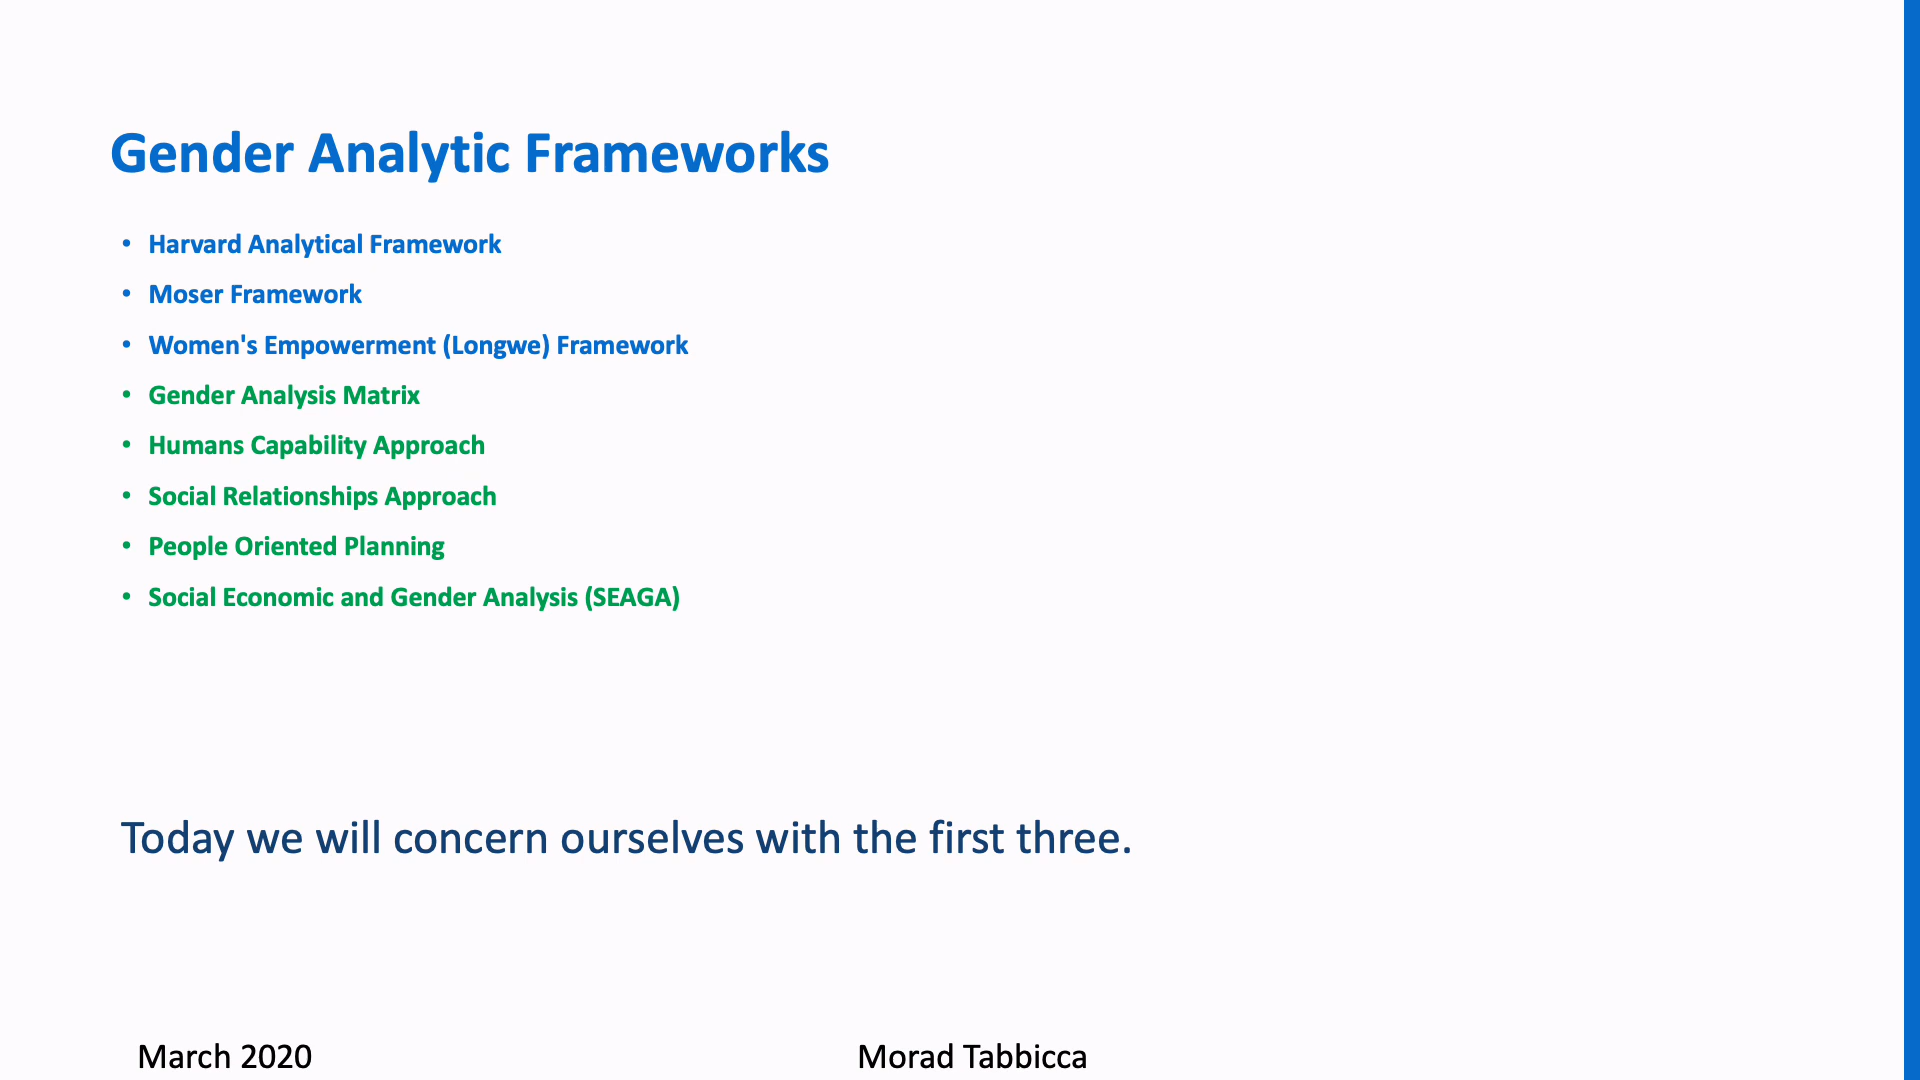 Gender Analytic Frameworks
• Harvard Analytical Framework
• Moser Framework
• Women's Empowerment (Longwe) Framework
• Gender Analysis Matrix
• Humans Capability Approach
• Social Relationships Approach
• People Oriented Planning
• Social Economic and Gender Analysis (SEAGA)
Today we will concern ourselves with the first three.
March 2020
Morad Tabbicca